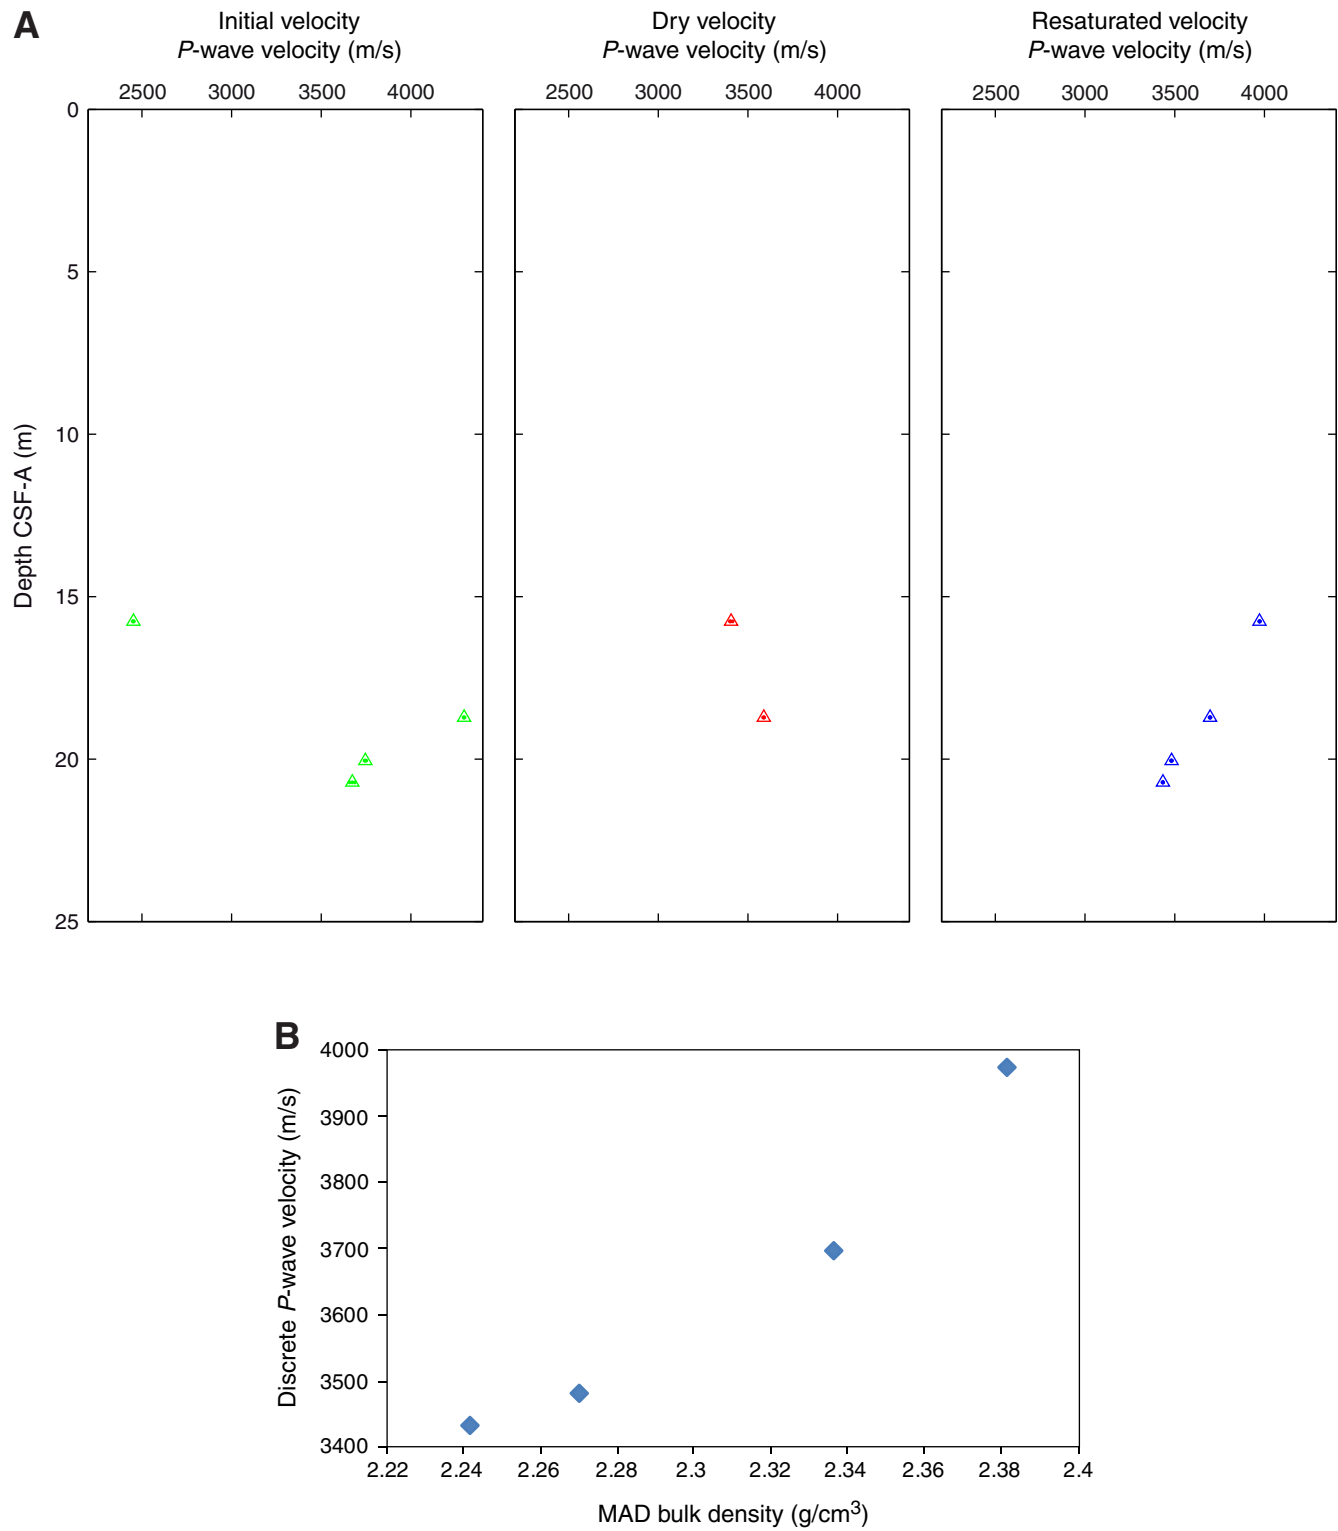 A
Initial velocity
P-wave velocity (m/s)
2500 3000 3500 4000
Dry velocity
P-wave velocity (m/s)
2500 3000 3500 4000
Resaturated velocity
P-wave velocity (m/s)
2500 3000 3500 4000
Depth CSF-A (m)
0
5
10
15
20
25
B
Discrete P-wave velocity (m/s)
4000
3900
3800
3700
3600
3500
3400
2.22 2.24 2.26 2.28 2.3 2.32 2.34 2.36 2.38 2.4
MAD bulk density (g/cm³)